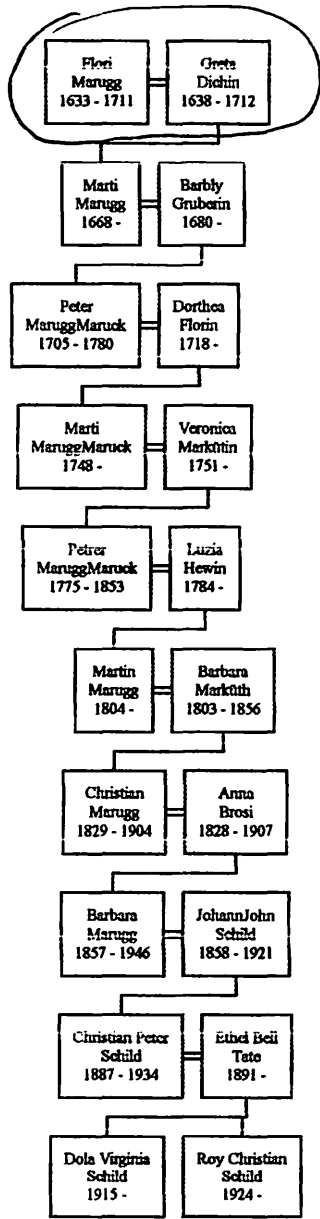 Flori
Marugg
1633 - 1711
Greta
Dichin
1638 - 1712
Marti
Marugg
1668 -
Barbly
Gruberin
1680 -
Peter
MaruggMaruck
1705 - 1780
Dorthea
Florin
1718 -
Marti
MaruggMaruck
1748 -
Veronica
Markütin
1751 -
Petrer
MaruggMaruck
1775 - 1853
Luzia
Hewin
1784 -
Martin
Marugg
1804 -
Barbara
Marküth
1803 - 1856
Christian
Marugg
1829 - 1904
Anna
Brosi
1828 - 1907
Barbara
Marugg
1857 - 1946
JohannJohn
Schild
1858 - 1921
Christian Peter
Schild
1887 - 1934
Ethel Bell
Tate
1891 -
Dola Virginia
Schild
1915 -
Roy Christian
Schild
1924 -